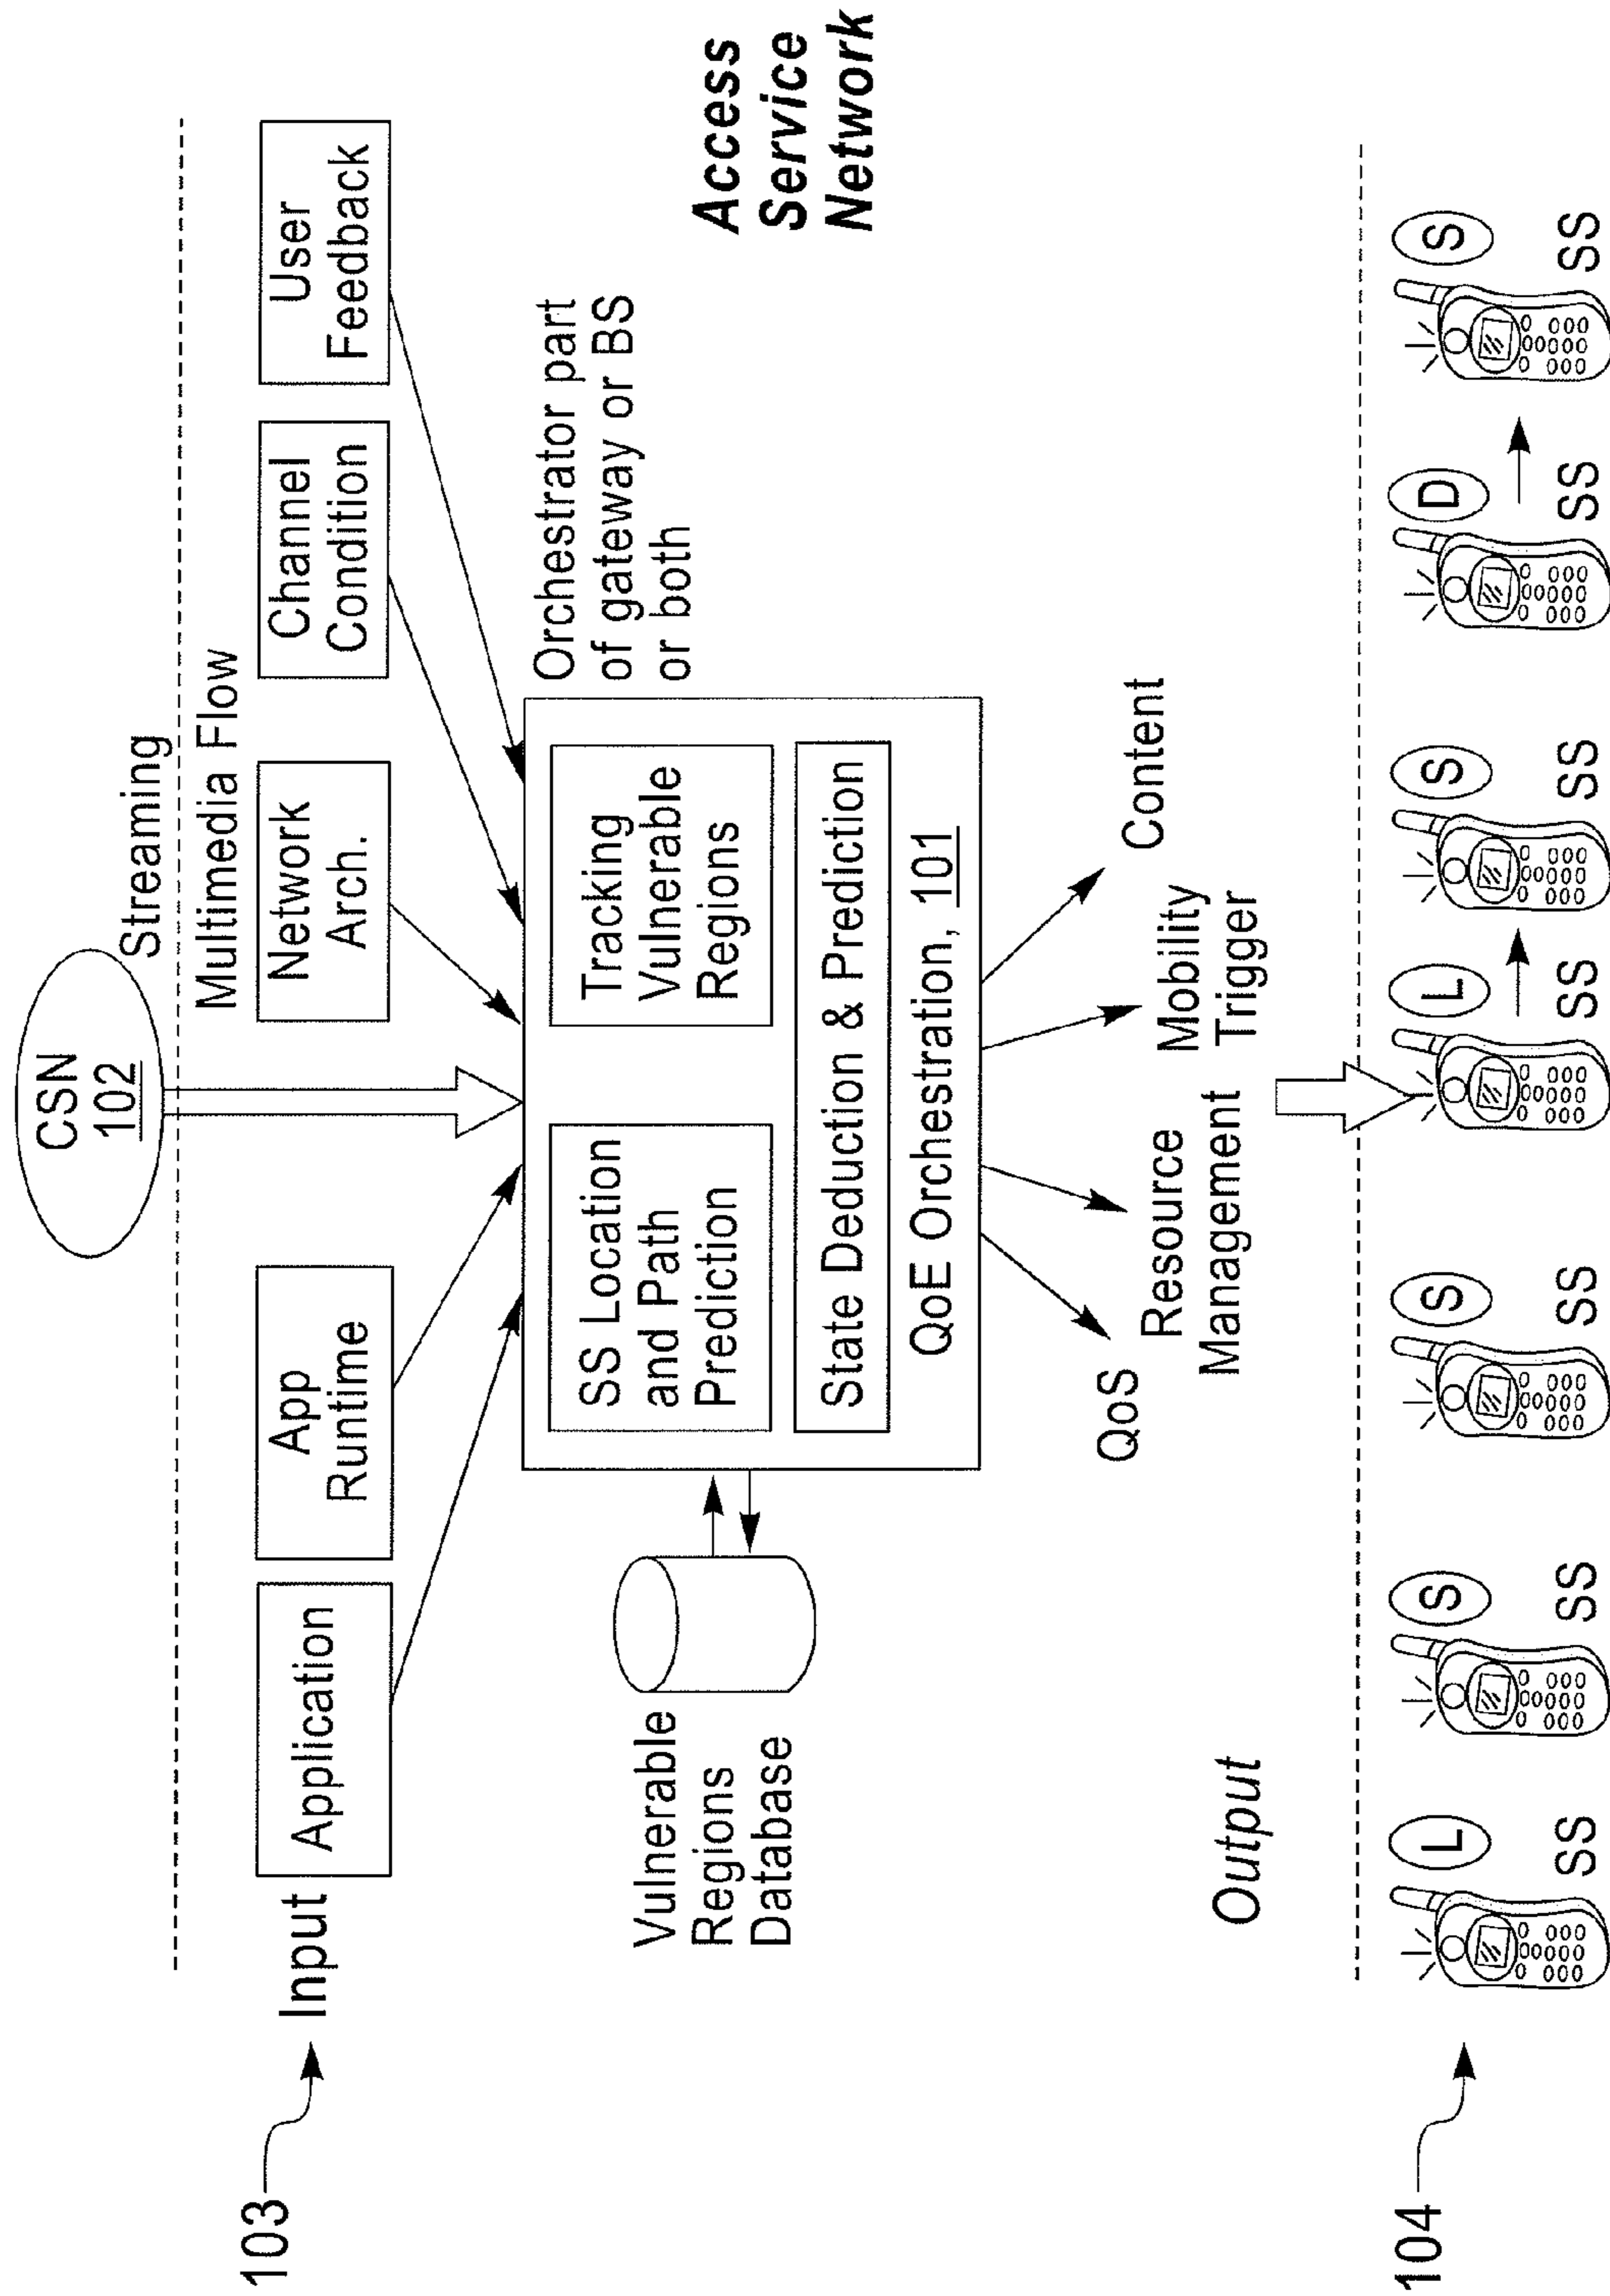 CSN
102
Streaming
Multimedia Flow
103
Input
Application
App
Runtime
Network
Arch.
Channel
Condition
User
Feedback
Orchestrator part
of gateway or BS
or both
Access
Service
Network
Vulnerable
Regions
Database
SS Location
and Path
Prediction
Tracking
Vulnerable
Regions
State Deduction & Prediction
QoE Orchestration, 101
QoS
Resource
Management
Mobility
Trigger
Content
Output
104
L
S
S
L
S
D
S
SS
SS
SS
SS
SS
SS
SS